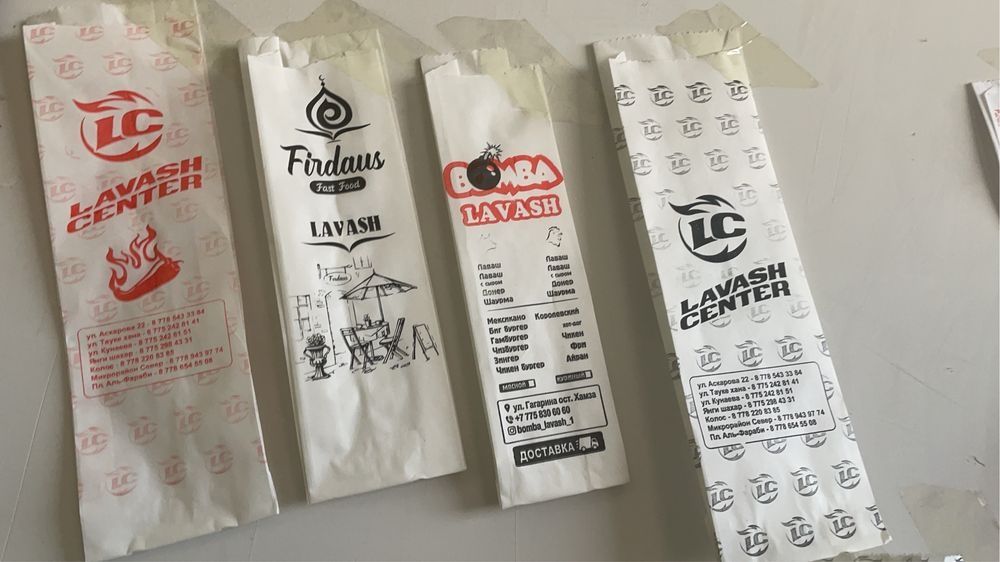 LC
LAVASH
CENTER
ул. Аскарова 22 - 8 778 543 33 84
ул. Тауке хана - 8 775 242 81 41
ул. Кунаева - 8 775 242 81 51
Янги шахар - 8 775 298 43 31
Колос - 8 778 220 83 85
Микрорайон Север - 8 778 943 97 74
Пл. Аль-Фараби - 8 778 654 55 08
Firdaus
Fast Food
LAVASH
Firdaus
BOMBA
LAVASH
Лаваш Лаваш
Лаваш Лаваш
с сыром с сыром
Донер Донер
Шаурма Шаурма
Мексикано Королевский
Биг бургер хот-дог
Гамбургер Чикен
Чизбургер Фри
Зингер Айран
Чикен бургер
мясной куриный
ул. Гагарина ост. Хамза
+7 775 830 60 60
bomba_lavash_1
ДОСТАВКА
LC
LAVASH
CENTER
ул. Аскарова 22 - 8 778 543 33 84
ул. Тауке хана - 8 775 242 81 41
ул. Кунаева - 8 775 242 81 51
Янги шахар - 8 775 298 43 31
Колос - 8 778 220 83 85
Микрорайон Север - 8 778 943 97 74
Пл. Аль-Фараби - 8 778 654 55 08